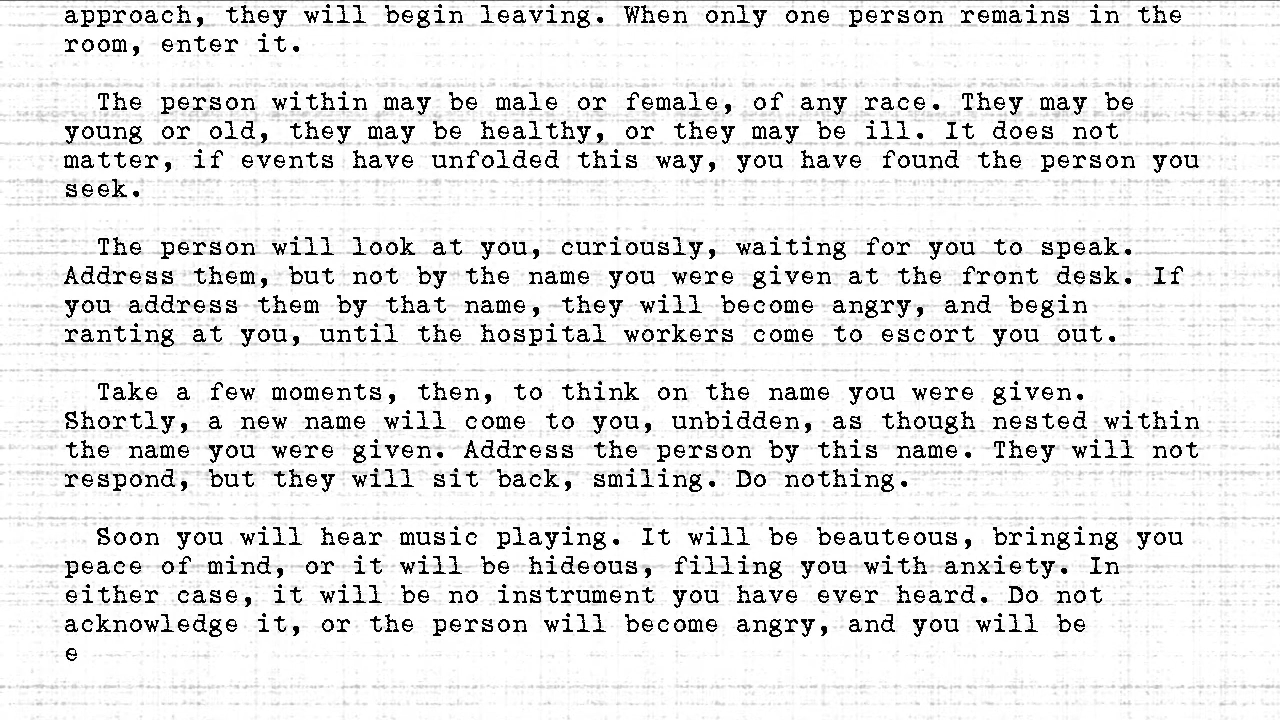 approach, they will begin leaving. When only one person remains in the
room, enter it.
The person within may be male or female, of any race. They may be
young or old, they may be healthy, or they may be ill. It does not
matter, if events have unfolded this way, you have found the person you
seek.
The person will look at you, curiously, waiting for you to speak.
Address them, but not by the name you were given at the front desk. If
you address them by that name, they will become angry, and begin
ranting at you, until the hospital workers come to escort you out.
Take a few moments, then, to think on the name you were given.
Shortly, a new name will come to you, unbidden, as though nested within
the name you were given. Address the person by this name. They will not
respond, but they will sit back, smiling. Do nothing.
Soon you will hear music playing. It will be beauteous, bringing you
peace of mind, or it will be hideous, filling you with anxiety. In
either case, it will be no instrument you have ever heard. Do not
acknowledge it, or the person will become angry, and you will be
e